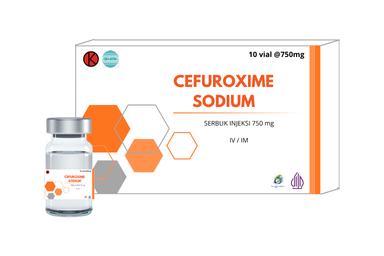 10 vial @750mg
K
CEFUROXIME
SODIUM
SERBUK INJEKSI 750 mg
IV / IM
CEFUROXIME
SODIUM